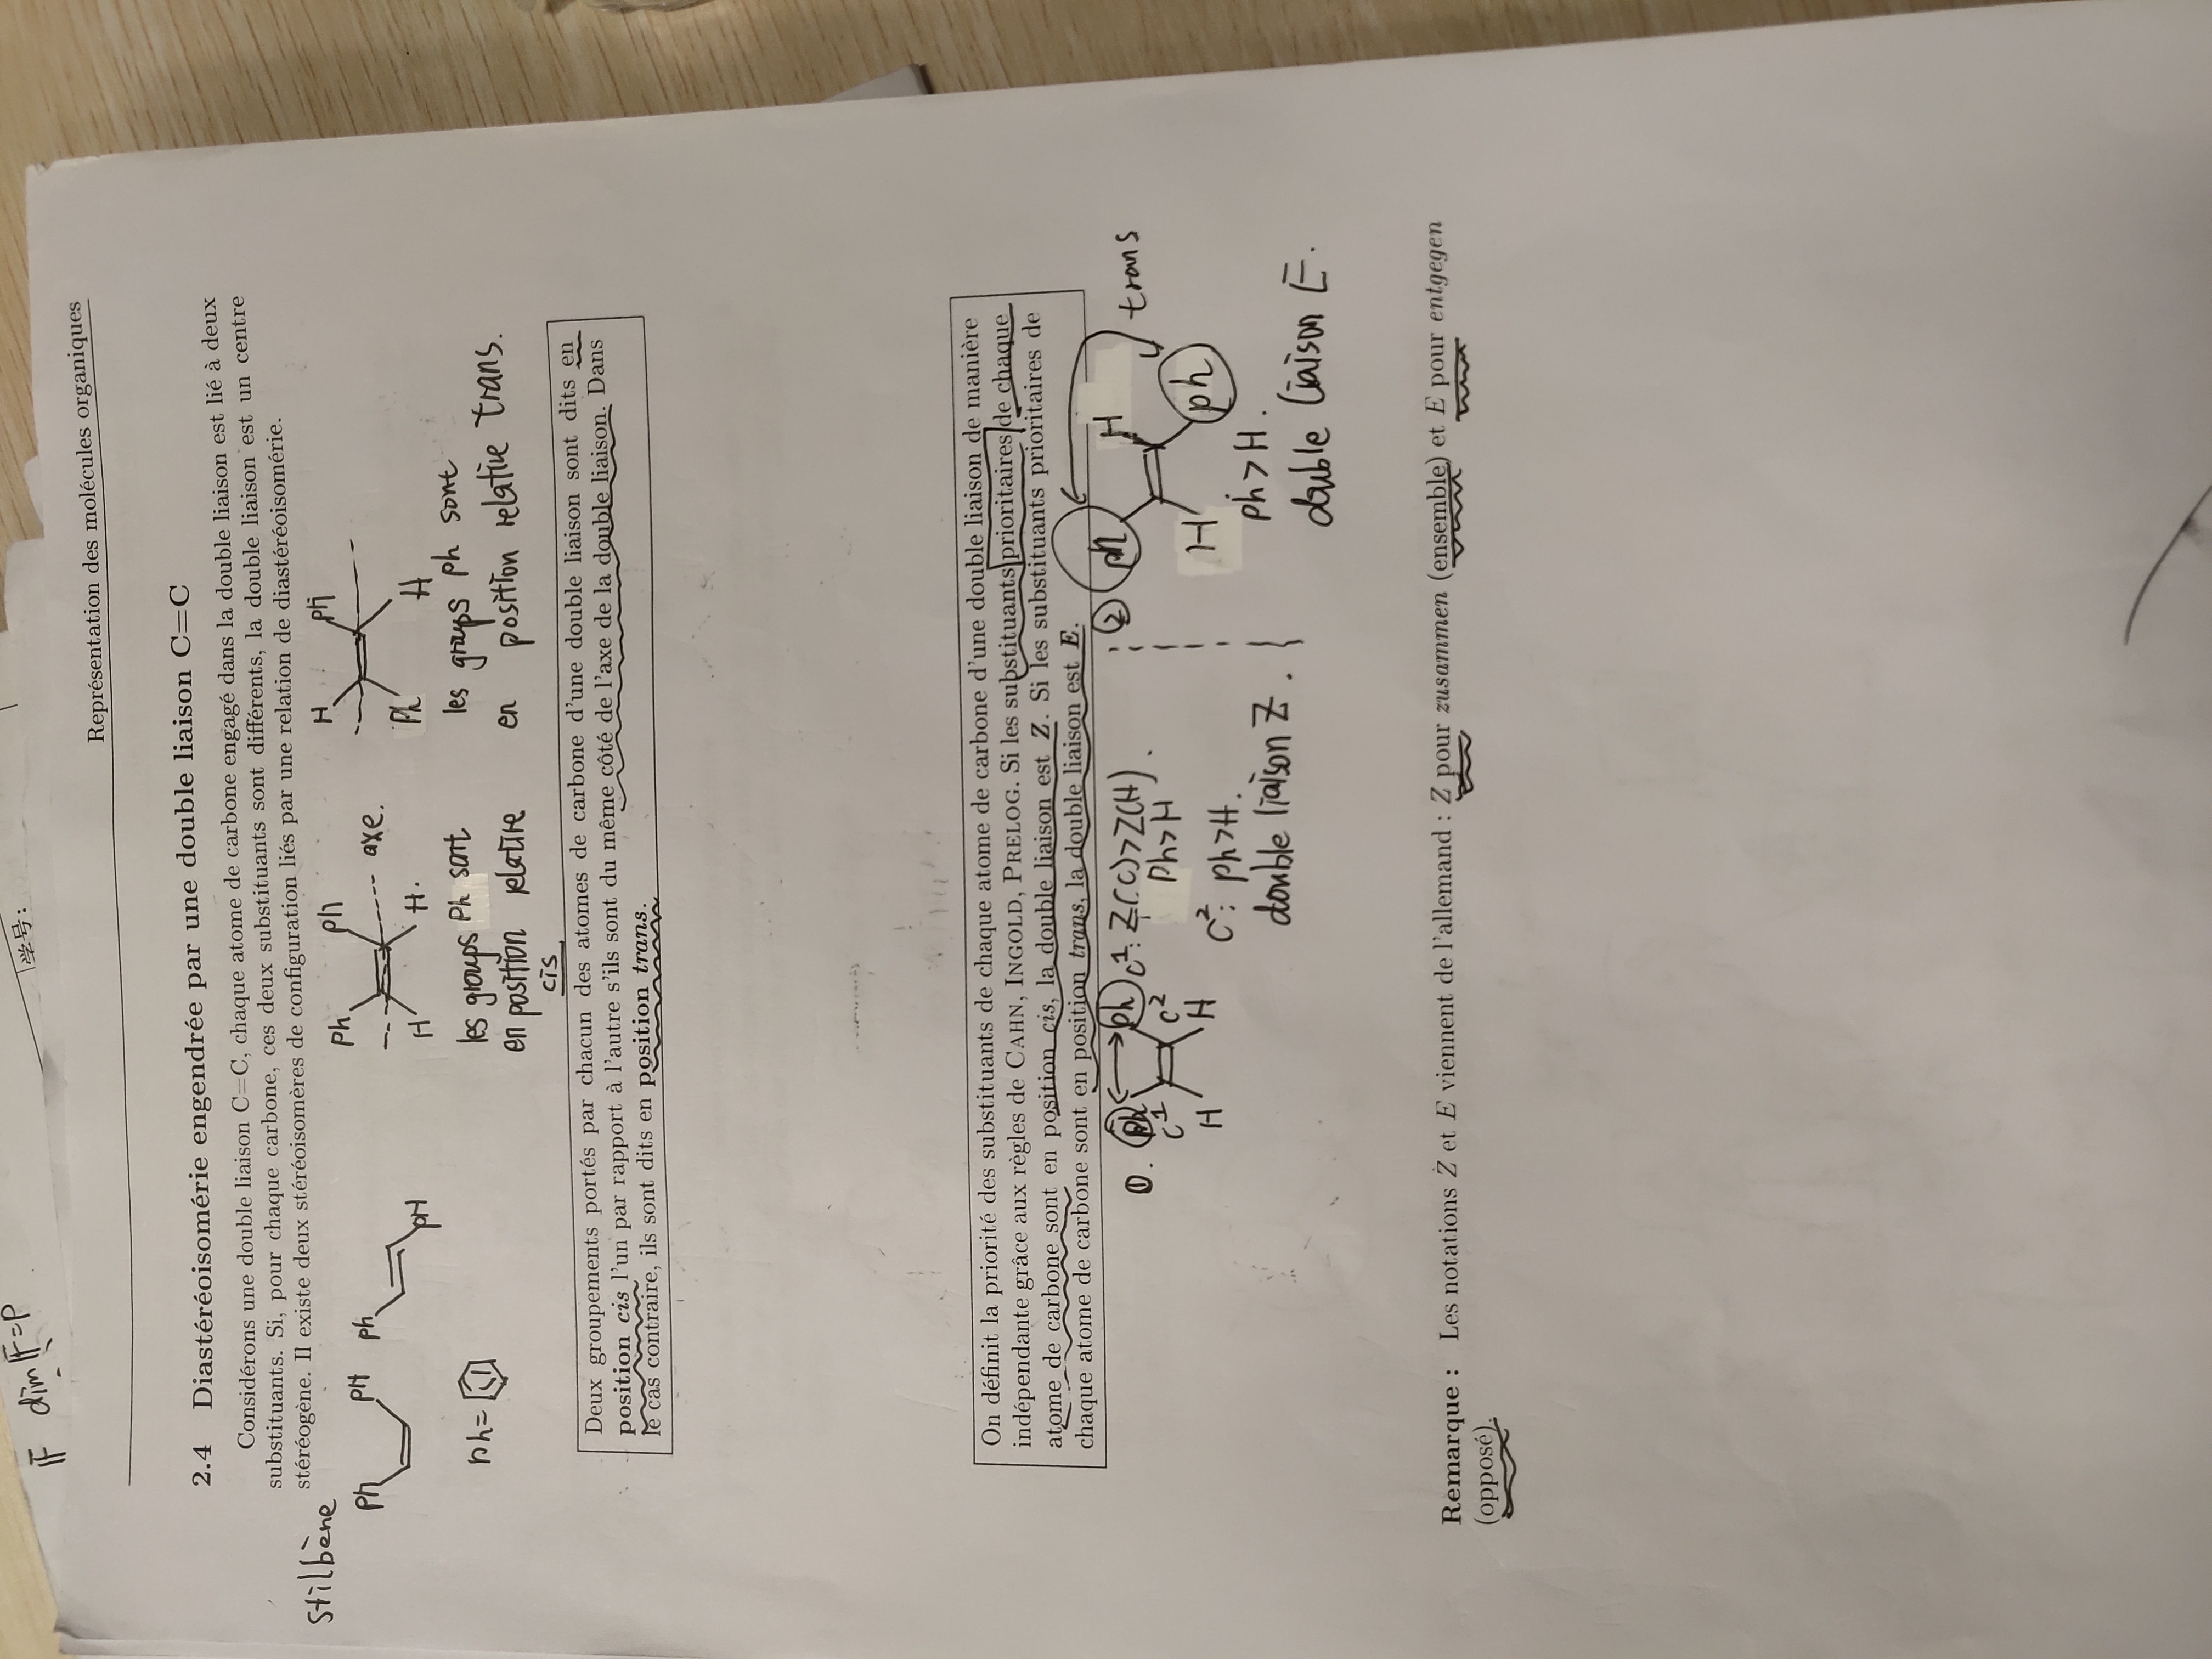 𝔽 dim 𝔽=P
学号:
Représentation des molécules organiques
2.4 Diastéréoisomérie engendrée par une double liaison C=C
Considérons une double liaison C=C, chaque atome de carbone engagé dans la double liaison est lié à deux
substituants. Si, pour chaque carbone, ces deux substituants sont différents, la double liaison est un centre
stéréogène. Il existe deux stéréoisomères de configuration liés par une relation de diastéréoisomérie.
stilbène
Ph pH ph pH
Ph ph axe.
H H.
H ph
Ph H
ph=
les groups Ph sont
en position relative
cis
les groups ph sont
en position relative trans.
Deux groupements portés par chacun des atomes de carbone d'une double liaison sont dits en
position cis l'un par rapport à l'autre s'ils sont du même côté de l'axe de la double liaison. Dans
le cas contraire, ils sont dits en position trans.
On définit la priorité des substituants de chaque atome de carbone d'une double liaison de manière
indépendante grâce aux règles de CAHN, INGOLD, PRELOG. Si les substituants prioritaires de chaque
atome de carbone sont en position cis, la double liaison est Z. Si les substituants prioritaires de
chaque atome de carbone sont en position trans, la double liaison est E.
①. ph ph C¹: Z(C)>Z(H).
C¹ C² Ph>H
H H C²: ph>H.
double liaison Z.
② ph H trans
H ph
ph>H.
double liaison E.
Remarque : Les notations Z et E viennent de l'allemand : Z pour zusammen (ensemble) et E pour entgegen
(opposé).